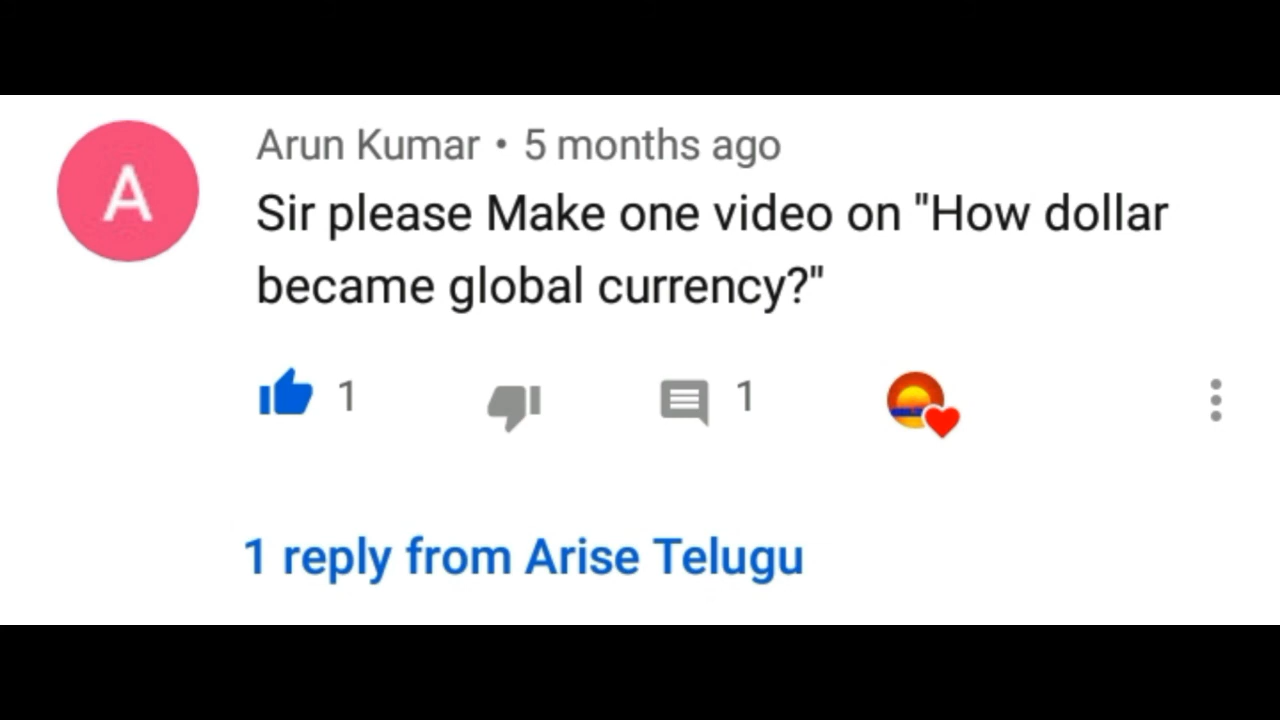 A
Arun Kumar • 5 months ago
Sir please Make one video on "How dollar
became global currency?"
1 1
1 reply from Arise Telugu